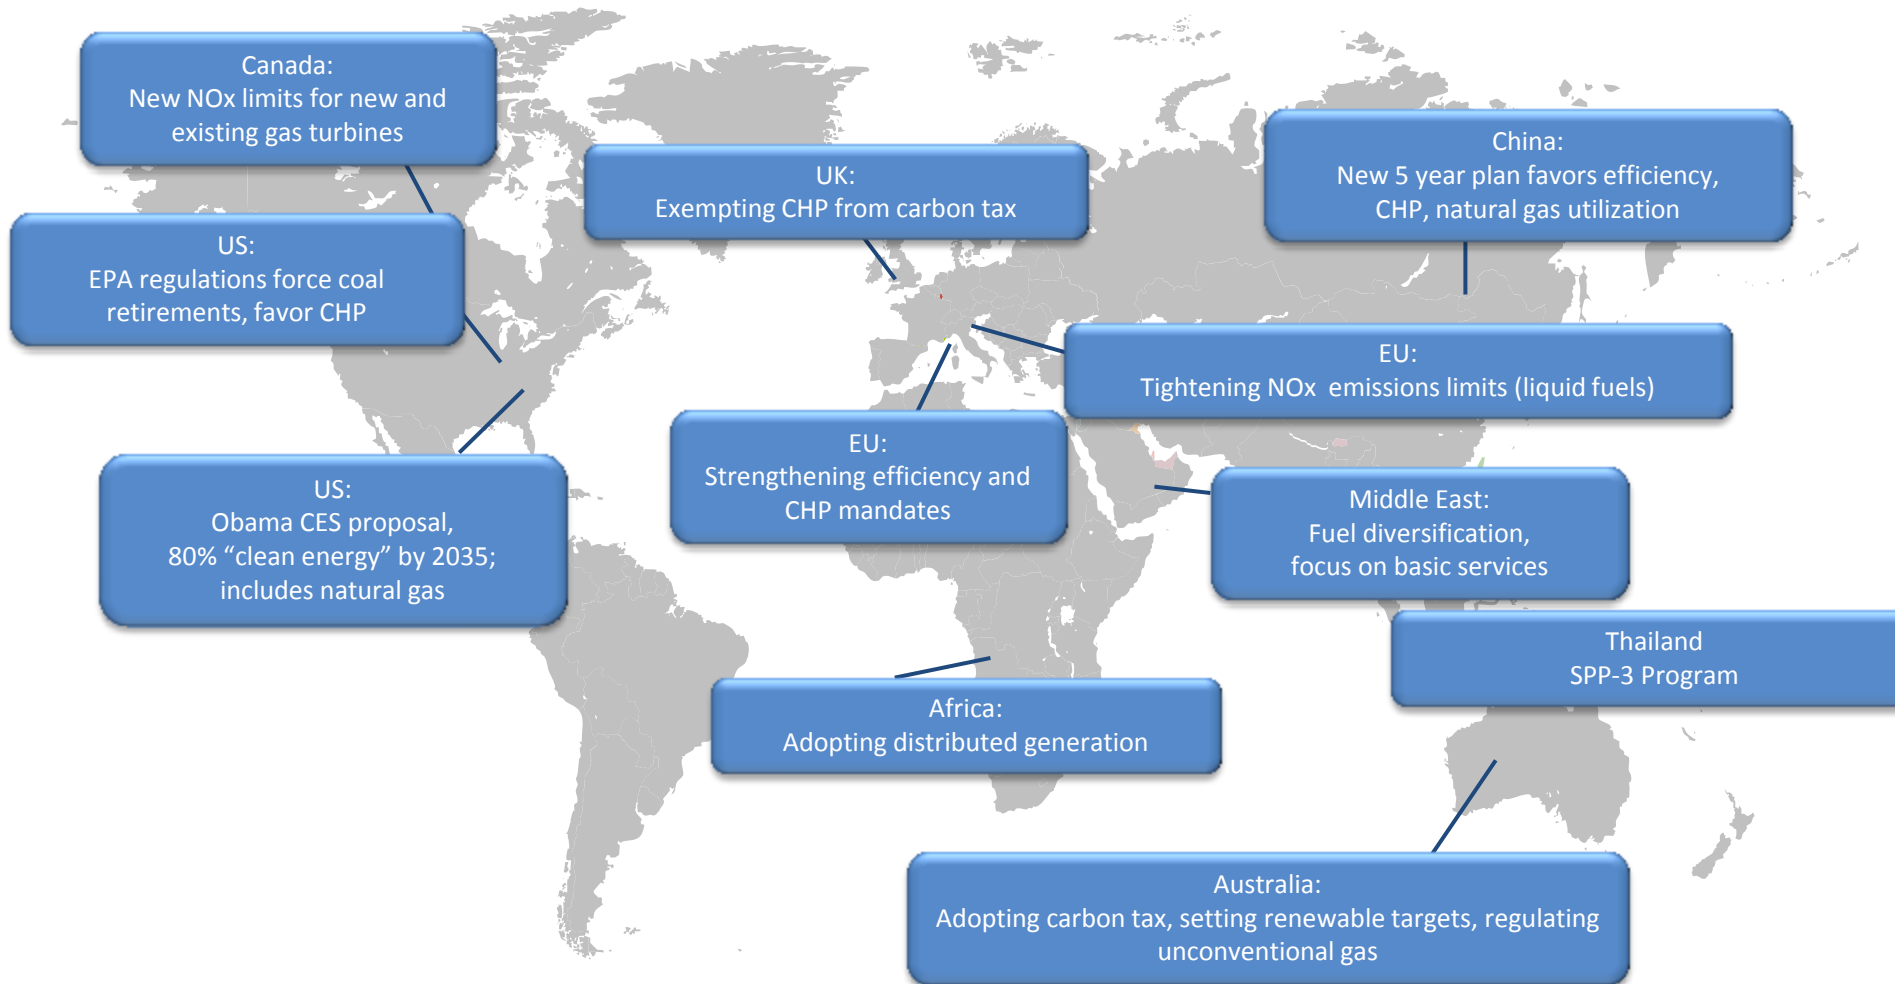 Canada:
New NOx limits for new and
existing gas turbines
US:
EPA regulations force coal
retirements, favor CHP
US:
Obama CES proposal,
80% “clean energy” by 2035;
includes natural gas
UK:
Exempting CHP from carbon tax
China:
New 5 year plan favors efficiency,
CHP, natural gas utilization
EU:
Tightening NOx  emissions limits (liquid fuels)
EU:
Strengthening efficiency and
CHP mandates
Middle East:
Fuel diversification,
focus on basic services
Thailand
SPP-3 Program
Africa:
Adopting distributed generation
Australia:
Adopting carbon tax, setting renewable targets, regulating
unconventional gas